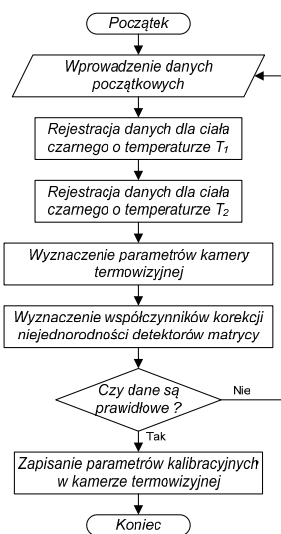 Początek
Wprowadzenie danych
początkowych
Rejestracja danych dla ciała
czarnego o temperaturze T₁
Rejestracja danych dla ciała
czarnego o temperaturze T₂
Wyznaczenie parametrów kamery
termowizyjnej
Wyznaczenie współczynników korekcji
niejednorodności detektorów matrycy
Czy dane są
prawidłowe ?
Nie
Tak
Zapisanie parametrów kalibracyjnych
w kamerze termowizyjnej
Koniec